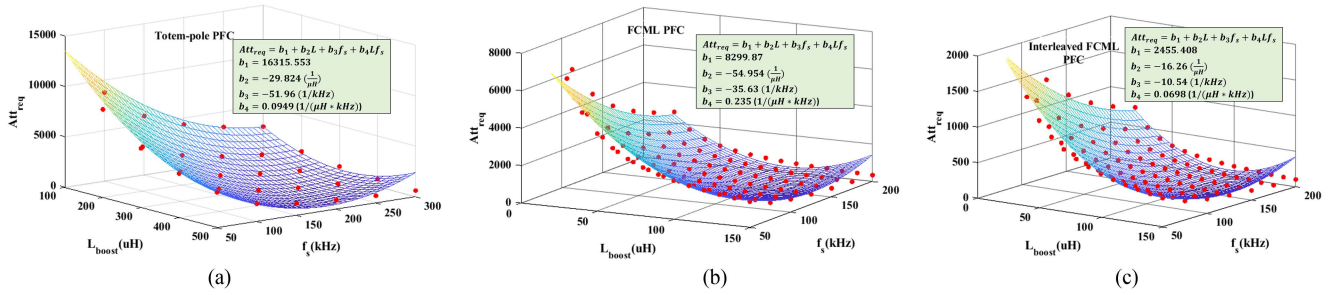 Totem-pole PFC
Att_req = b_1 + b_2L + b_3f_s + b_4Lf_s
b_1 = 16315.553
b_2 = −29.824 (1/μH)
b_3 = −51.96 (1/kHz)
b_4 = 0.0949 (1/(μH * kHz))
Att_req
15000
10000
5000
0
100
200
300
400
500
L_boost(uH)
50
100
150
200
250
300
f_s(kHz)
(a)
FCML PFC
Att_req = b_1 + b_2L + b_3f_s + b_4Lf_s
b_1 = 8299.87
b_2 = −54.954 (1/μH)
b_3 = −35.63 (1/kHz)
b_4 = 0.235 (1/(μH * kHz))
Att_req
8000
6000
4000
2000
0
0
50
100
150
L_boost(uH)
50
100
150
200
f_s(kHz)
(b)
Interleaved FCML
PFC
Att_req = b_1 + b_2L + b_3f_s + b_4Lf_s
b_1 = 2455.408
b_2 = −16.26 (1/μH)
b_3 = −10.54 (1/kHz)
b_4 = 0.0698 (1/(μH * kHz))
Att_req
2000
1500
1000
500
0
0
50
100
150
L_boost(uH)
50
100
150
200
f_s(kHz)
(c)